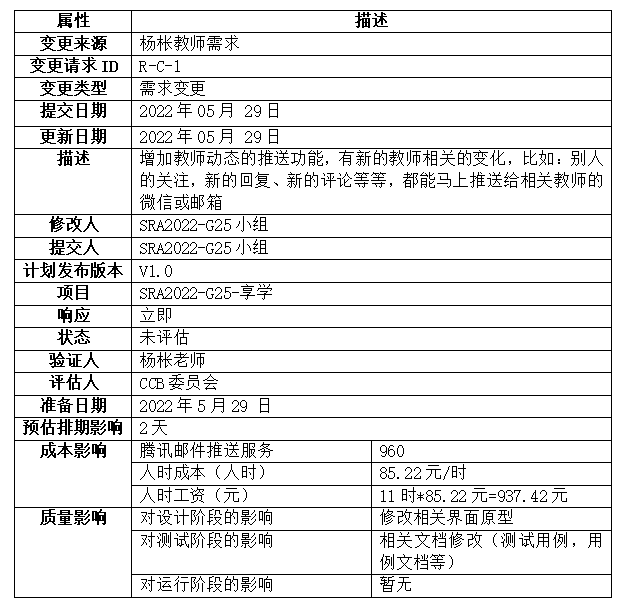 属性 描述
变更来源 杨枨教师需求
变更请求 ID R-C-1
变更类型 需求变更
提交日期 2022 年 05 月 29 日
更新日期 2022 年 05 月 29 日
描述 增加教师动态的推送功能，有新的教师相关的变化，比如：别人
的关注，新的回复、新的评论等等，都能马上推送给相关教师的
微信或邮箱
修改人 SRA2022-G25 小组
提交人 SRA2022-G25 小组
计划发布版本 V1.0
项目 SRA2022-G25-享学
响应 立即
状态 未评估
验证人 杨枨老师
评估人 CCB 委员会
准备日期 2022 年 5 月 29 日
预估排期影响 2 天
成本影响 腾讯邮件推送服务 960
人时成本（人时） 85.22 元/时
人时工资（元） 11 时*85.22 元=937.42 元
质量影响 对设计阶段的影响 修改相关界面原型
对测试阶段的影响 相关文档修改（测试用例，用
例文档等）
对运行阶段的影响 暂无